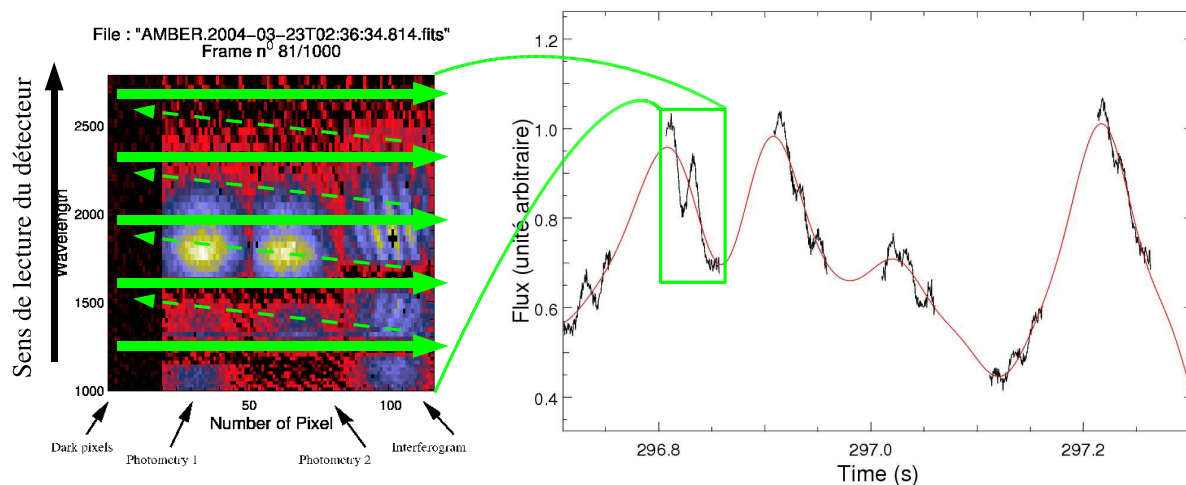 File : "AMBER.2004-03-23T02:36:34.814.fits"
Frame n0 81/1000
Sens de lecture du détecteur
Wavelength
2500
2000
1500
1000
50
100
Number of Pixel
Dark pixels
Photometry 1
Photometry 2
Interferogram
Flux (unité arbitraire)
1.2
1.0
0.8
0.6
0.4
296.8
297.0
297.2
Time (s)